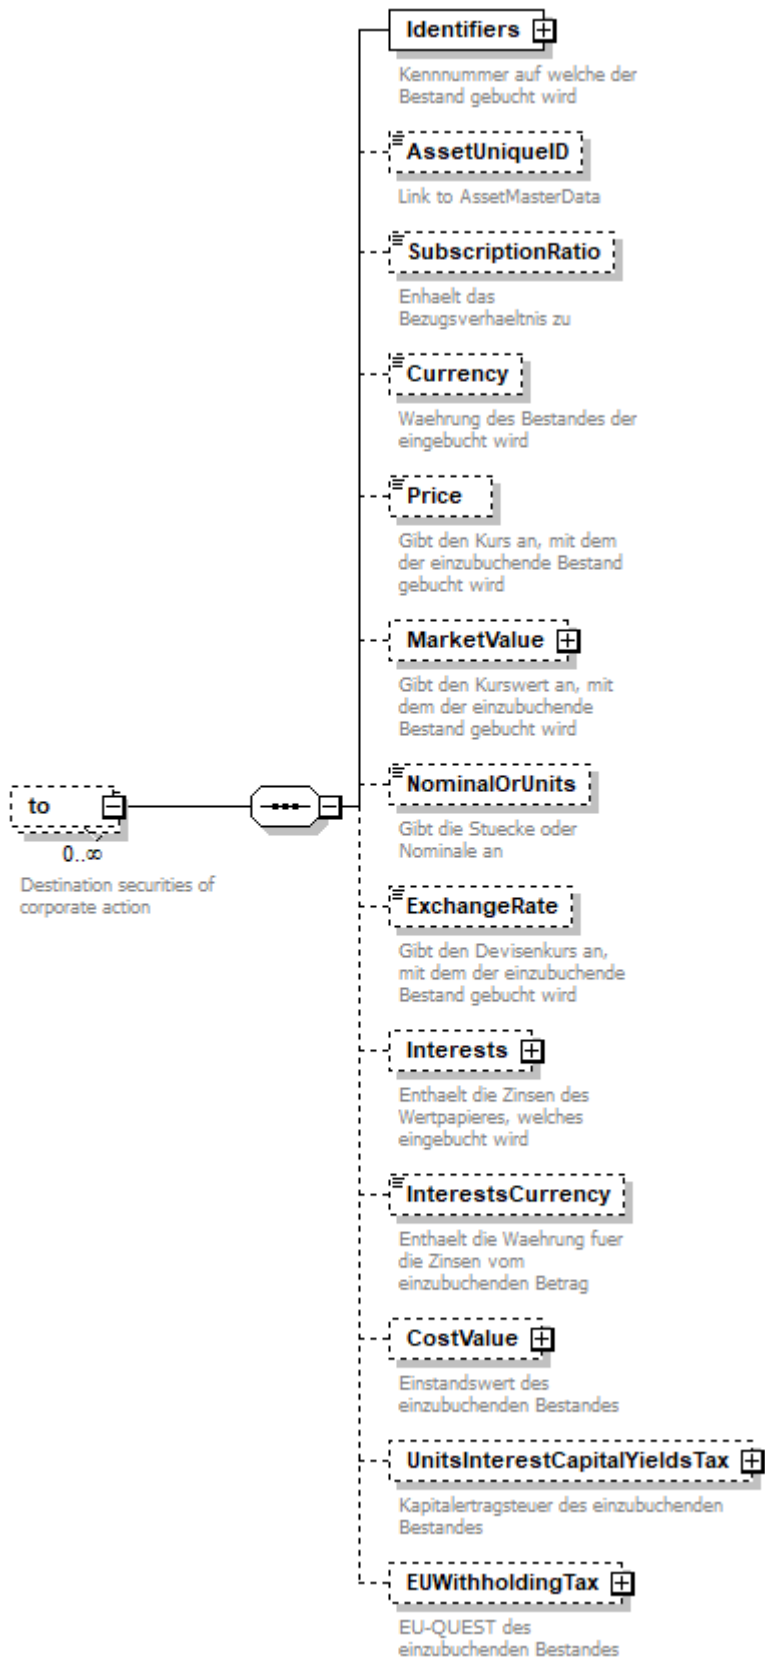 Identifiers
Kennnummer auf welche der
Bestand gebucht wird
AssetUniqueID
Link to AssetMasterData
SubscriptionRatio
Enhaelt das
Bezugsverhaeltnis zu
Currency
Waehrung des Bestandes der
eingebucht wird
Price
Gibt den Kurs an, mit dem
der einzubuchende Bestand
gebucht wird
MarketValue
Gibt den Kurswert an, mit
dem der einzubuchende
Bestand gebucht wird
to
0..∞
Destination securities of
corporate action
NominalOrUnits
Gibt die Stuecke oder
Nominale an
ExchangeRate
Gibt den Devisenkurs an,
mit dem der einzubuchende
Bestand gebucht wird
Interests
Enthaelt die Zinsen des
Wertpapieres, welches
eingebucht wird
InterestsCurrency
Enthaelt die Waehrung fuer
die Zinsen vom
einzubuchenden Betrag
CostValue
Einstandswert des
einzubuchenden Bestandes
UnitsInterestCapitalYieldsTax
Kapitalertragsteuer des einzubuchenden
Bestandes
EUWithholdingTax
EU-QUEST des
einzubuchenden Bestandes